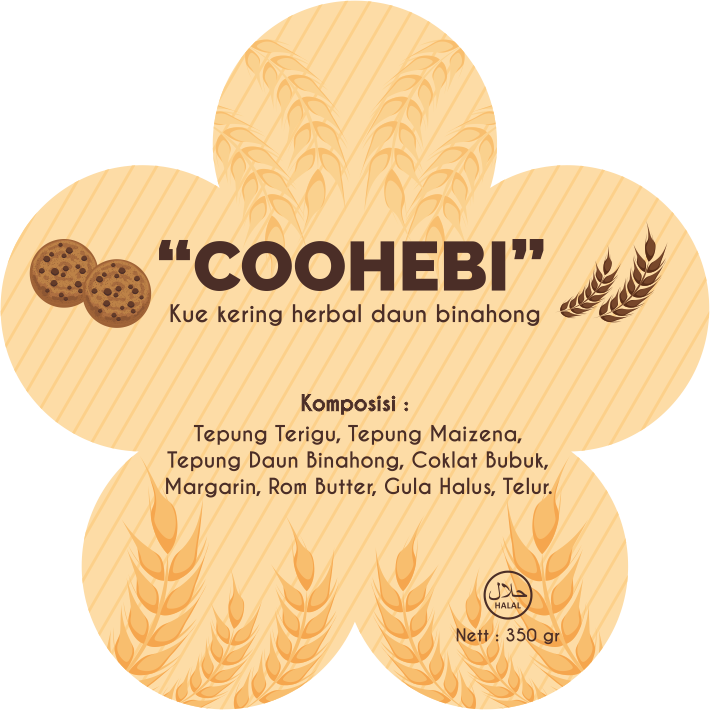 “COOHEBI”
Kue kering herbal daun binahong
Komposisi :
Tepung Terigu, Tepung Maizena,
Tepung Daun Binahong, Coklat Bubuk,
Margarin, Rom Butter, Gula Halus, Telur.
حلال
HALAL
Nett : 350 gr